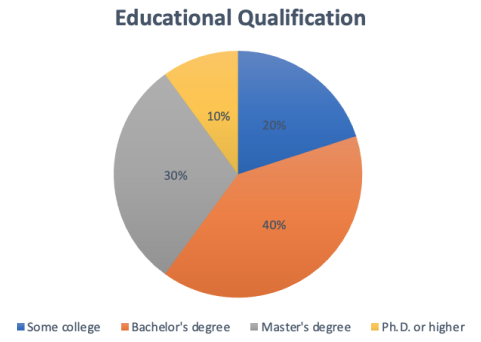 Educational Qualification
10%
20%
30%
40%
Some college Bachelor's degree Master's degree Ph.D. or higher